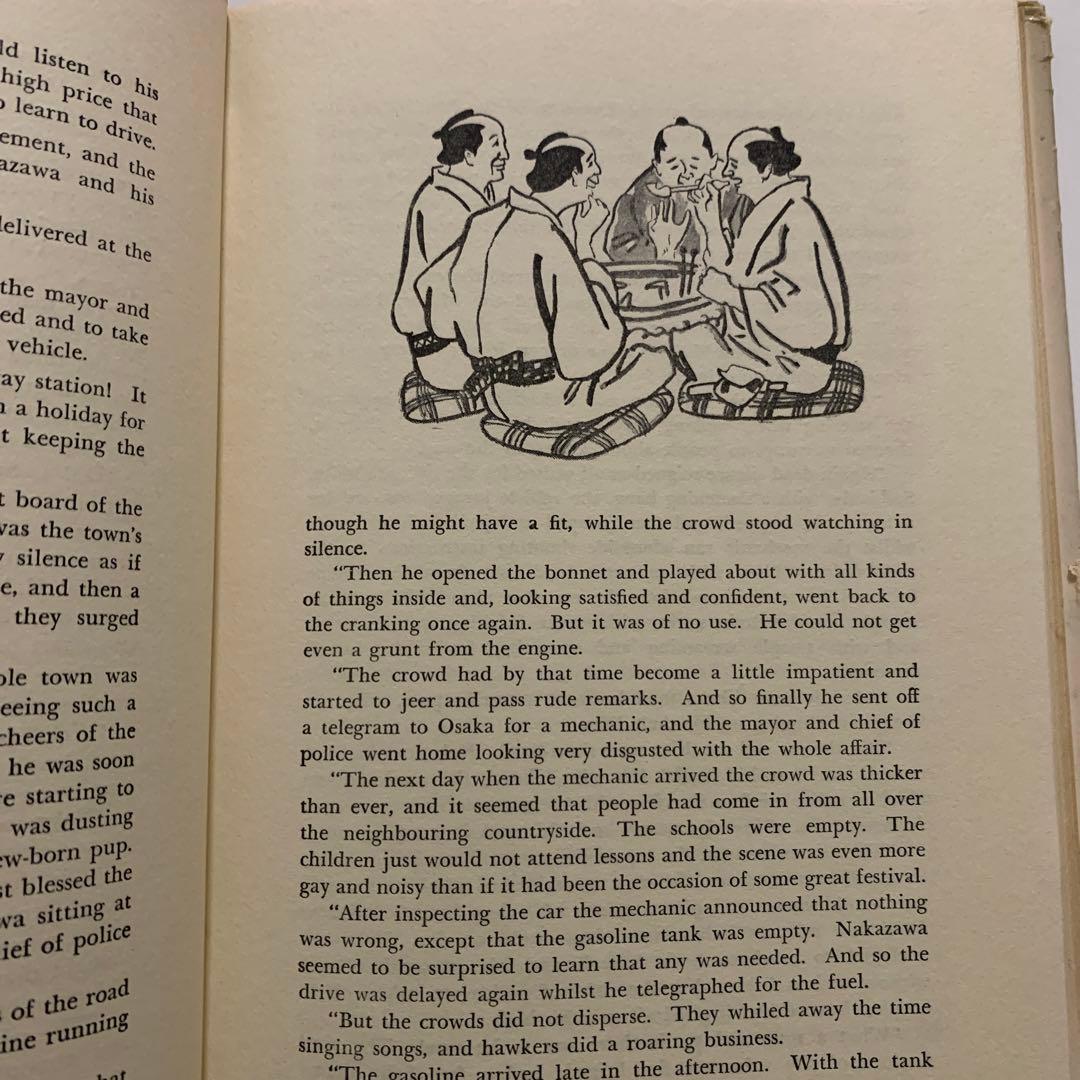 ld listen to his
high price that
learn to drive.
ement, and the
azawa and his
delivered at the
the mayor and
ed and to take
vehicle.
ay station! It
a holiday for
t keeping the
t board of the
was the town's
silence as if
e, and then a
they surged
ole town was
eeing such a
cheers of the
he was soon
re starting to
was dusting
ew-born pup.
st blessed the
wa sitting at
ief of police
s of the road
ine running
though he might have a fit, while the crowd stood watching in
silence.
"Then he opened the bonnet and played about with all kinds
of things inside and, looking satisfied and confident, went back to
the cranking once again. But it was of no use. He could not get
even a grunt from the engine.
"The crowd had by that time become a little impatient and
started to jeer and pass rude remarks. And so finally he sent off
a telegram to Osaka for a mechanic, and the mayor and chief of
police went home looking very disgusted with the whole affair.
"The next day when the mechanic arrived the crowd was thicker
than ever, and it seemed that people had come in from all over
the neighbouring countryside. The schools were empty. The
children just would not attend lessons and the scene was even more
gay and noisy than if it had been the occasion of some great festival.
"After inspecting the car the mechanic announced that nothing
was wrong, except that the gasoline tank was empty. Nakazawa
seemed to be surprised to learn that any was needed. And so the
drive was delayed again whilst he telegraphed for the fuel.
"But the crowds did not disperse. They whiled away the time
singing songs, and hawkers did a roaring business.
"The gasoline arrived late in the afternoon. With the tank